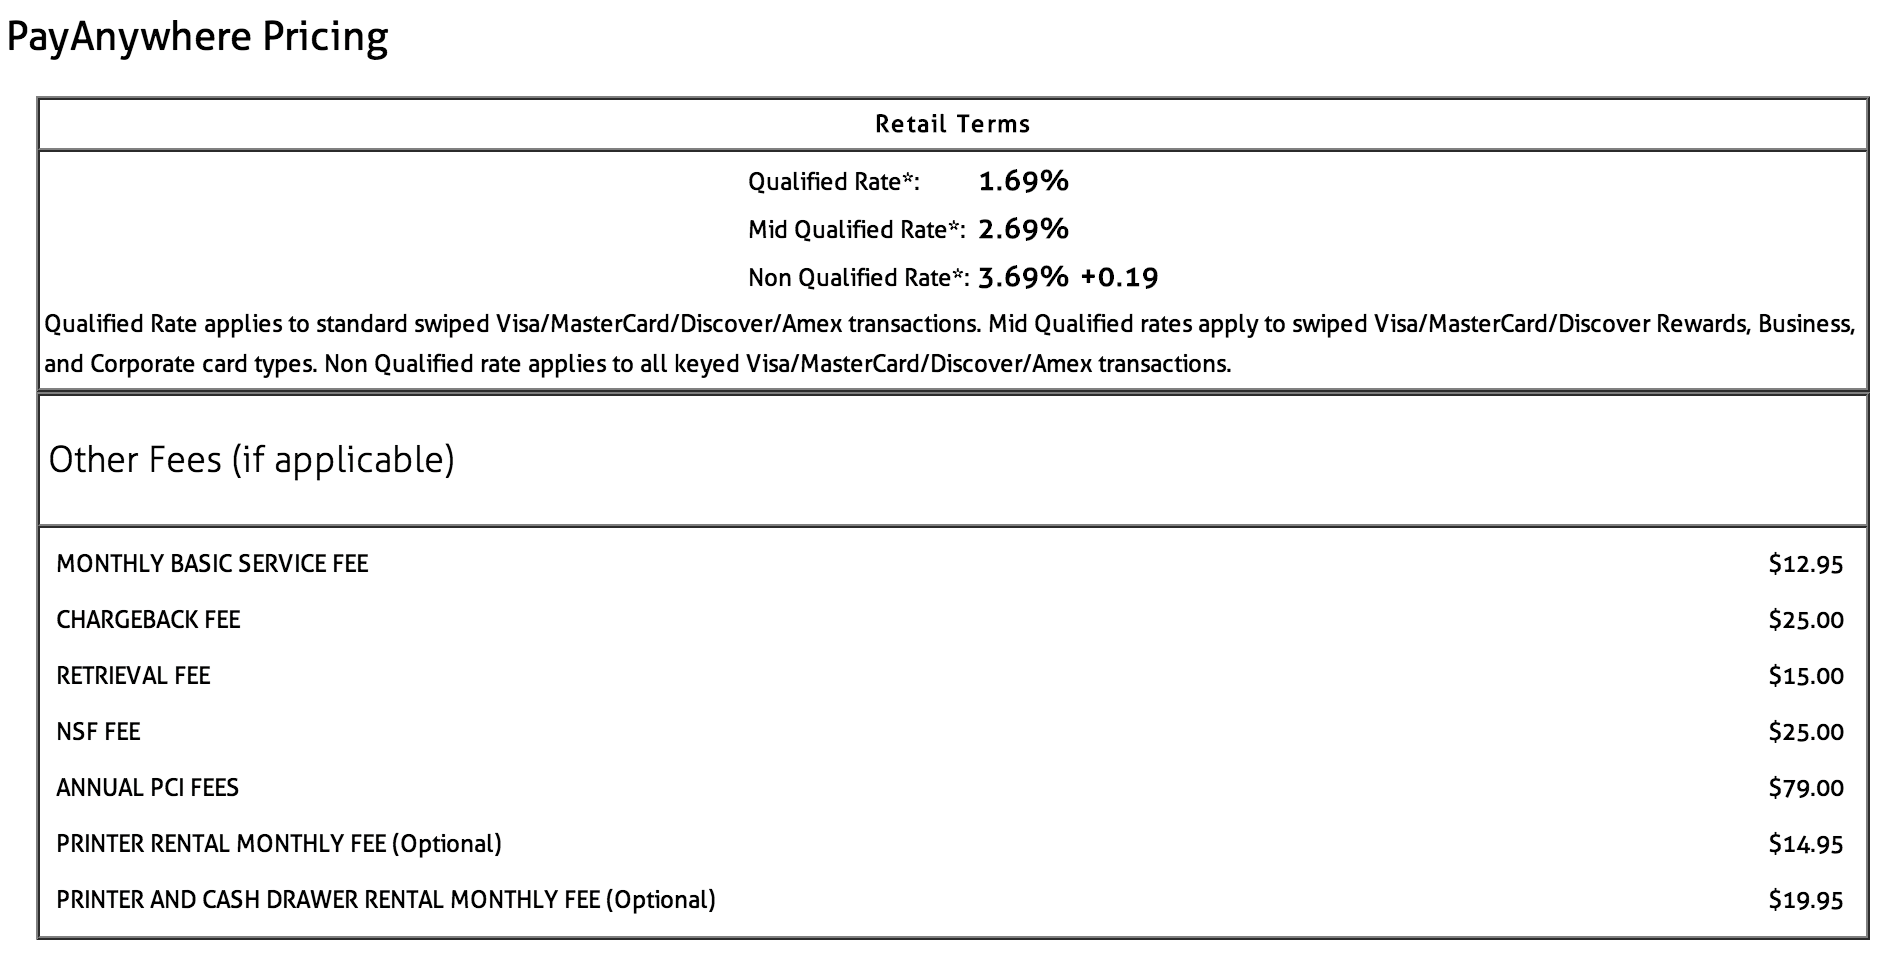 PayAnywhere Pricing
Retail Terms
Qualified Rate*: 1.69%
Mid Qualified Rate*: 2.69%
Non Qualified Rate*: 3.69% +0.19
Qualified Rate applies to standard swiped Visa/MasterCard/Discover/Amex transactions. Mid Qualified rates apply to swiped Visa/MasterCard/Discover Rewards, Business,
and Corporate card types. Non Qualified rate applies to all keyed Visa/MasterCard/Discover/Amex transactions.
Other Fees (if applicable)
MONTHLY BASIC SERVICE FEE $12.95
CHARGEBACK FEE $25.00
RETRIEVAL FEE $15.00
NSF FEE $25.00
ANNUAL PCI FEES $79.00
PRINTER RENTAL MONTHLY FEE (Optional) $14.95
PRINTER AND CASH DRAWER RENTAL MONTHLY FEE (Optional) $19.95